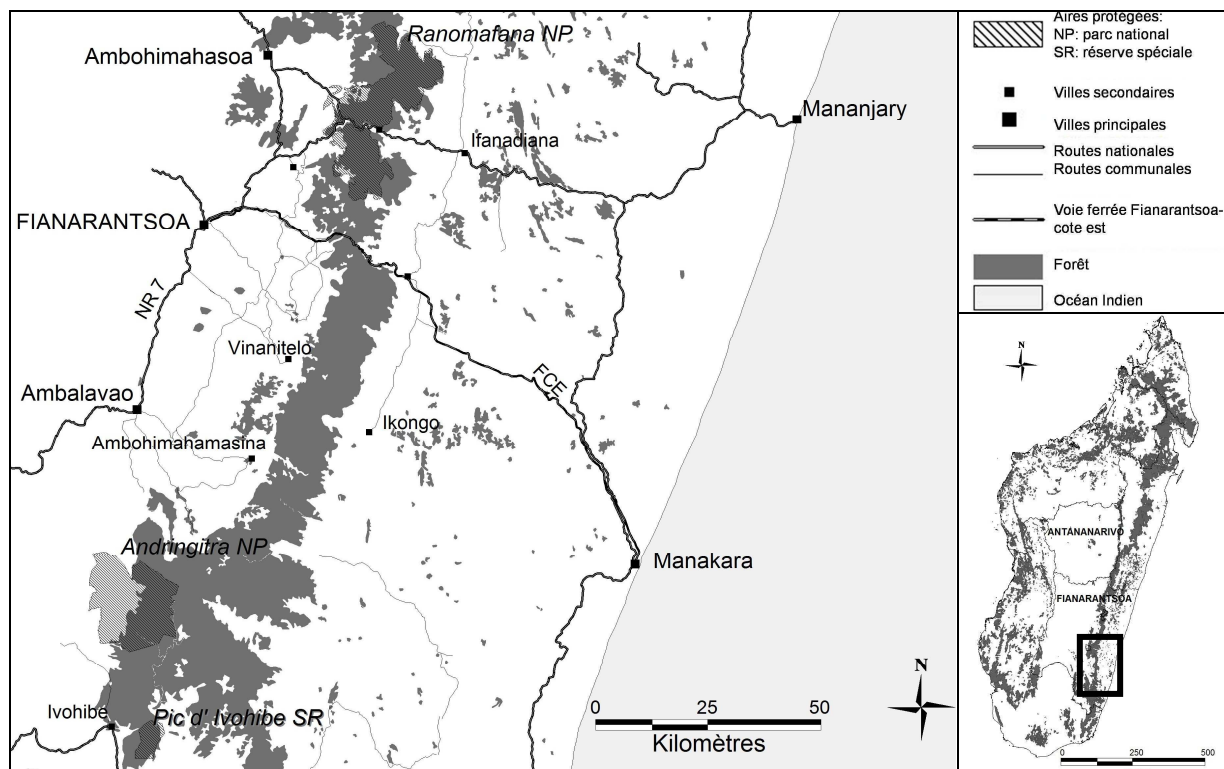 Ranomafana NP
Ambohimahasoa
Mananjary
Ifanadiana
FIANARANTSOA
NR 7
Vinanitelo
FCE
Ambalavao
Ikongo
Ambohimahamasina
Andringitra NP
Manakara
N
Ivohibe
Pic d' Ivohibe SR
0 25 50
Kilomètres
Aires protégées:
NP: parc national
SR: réserve spéciale
Villes secondaires
Villes principales
Routes nationales
Routes communales
Voie ferrée Fianarantsoa-
cote est
Forêt
Océan Indien
N
ANTANANARIVO
FIANARANTSOA
0 250 500